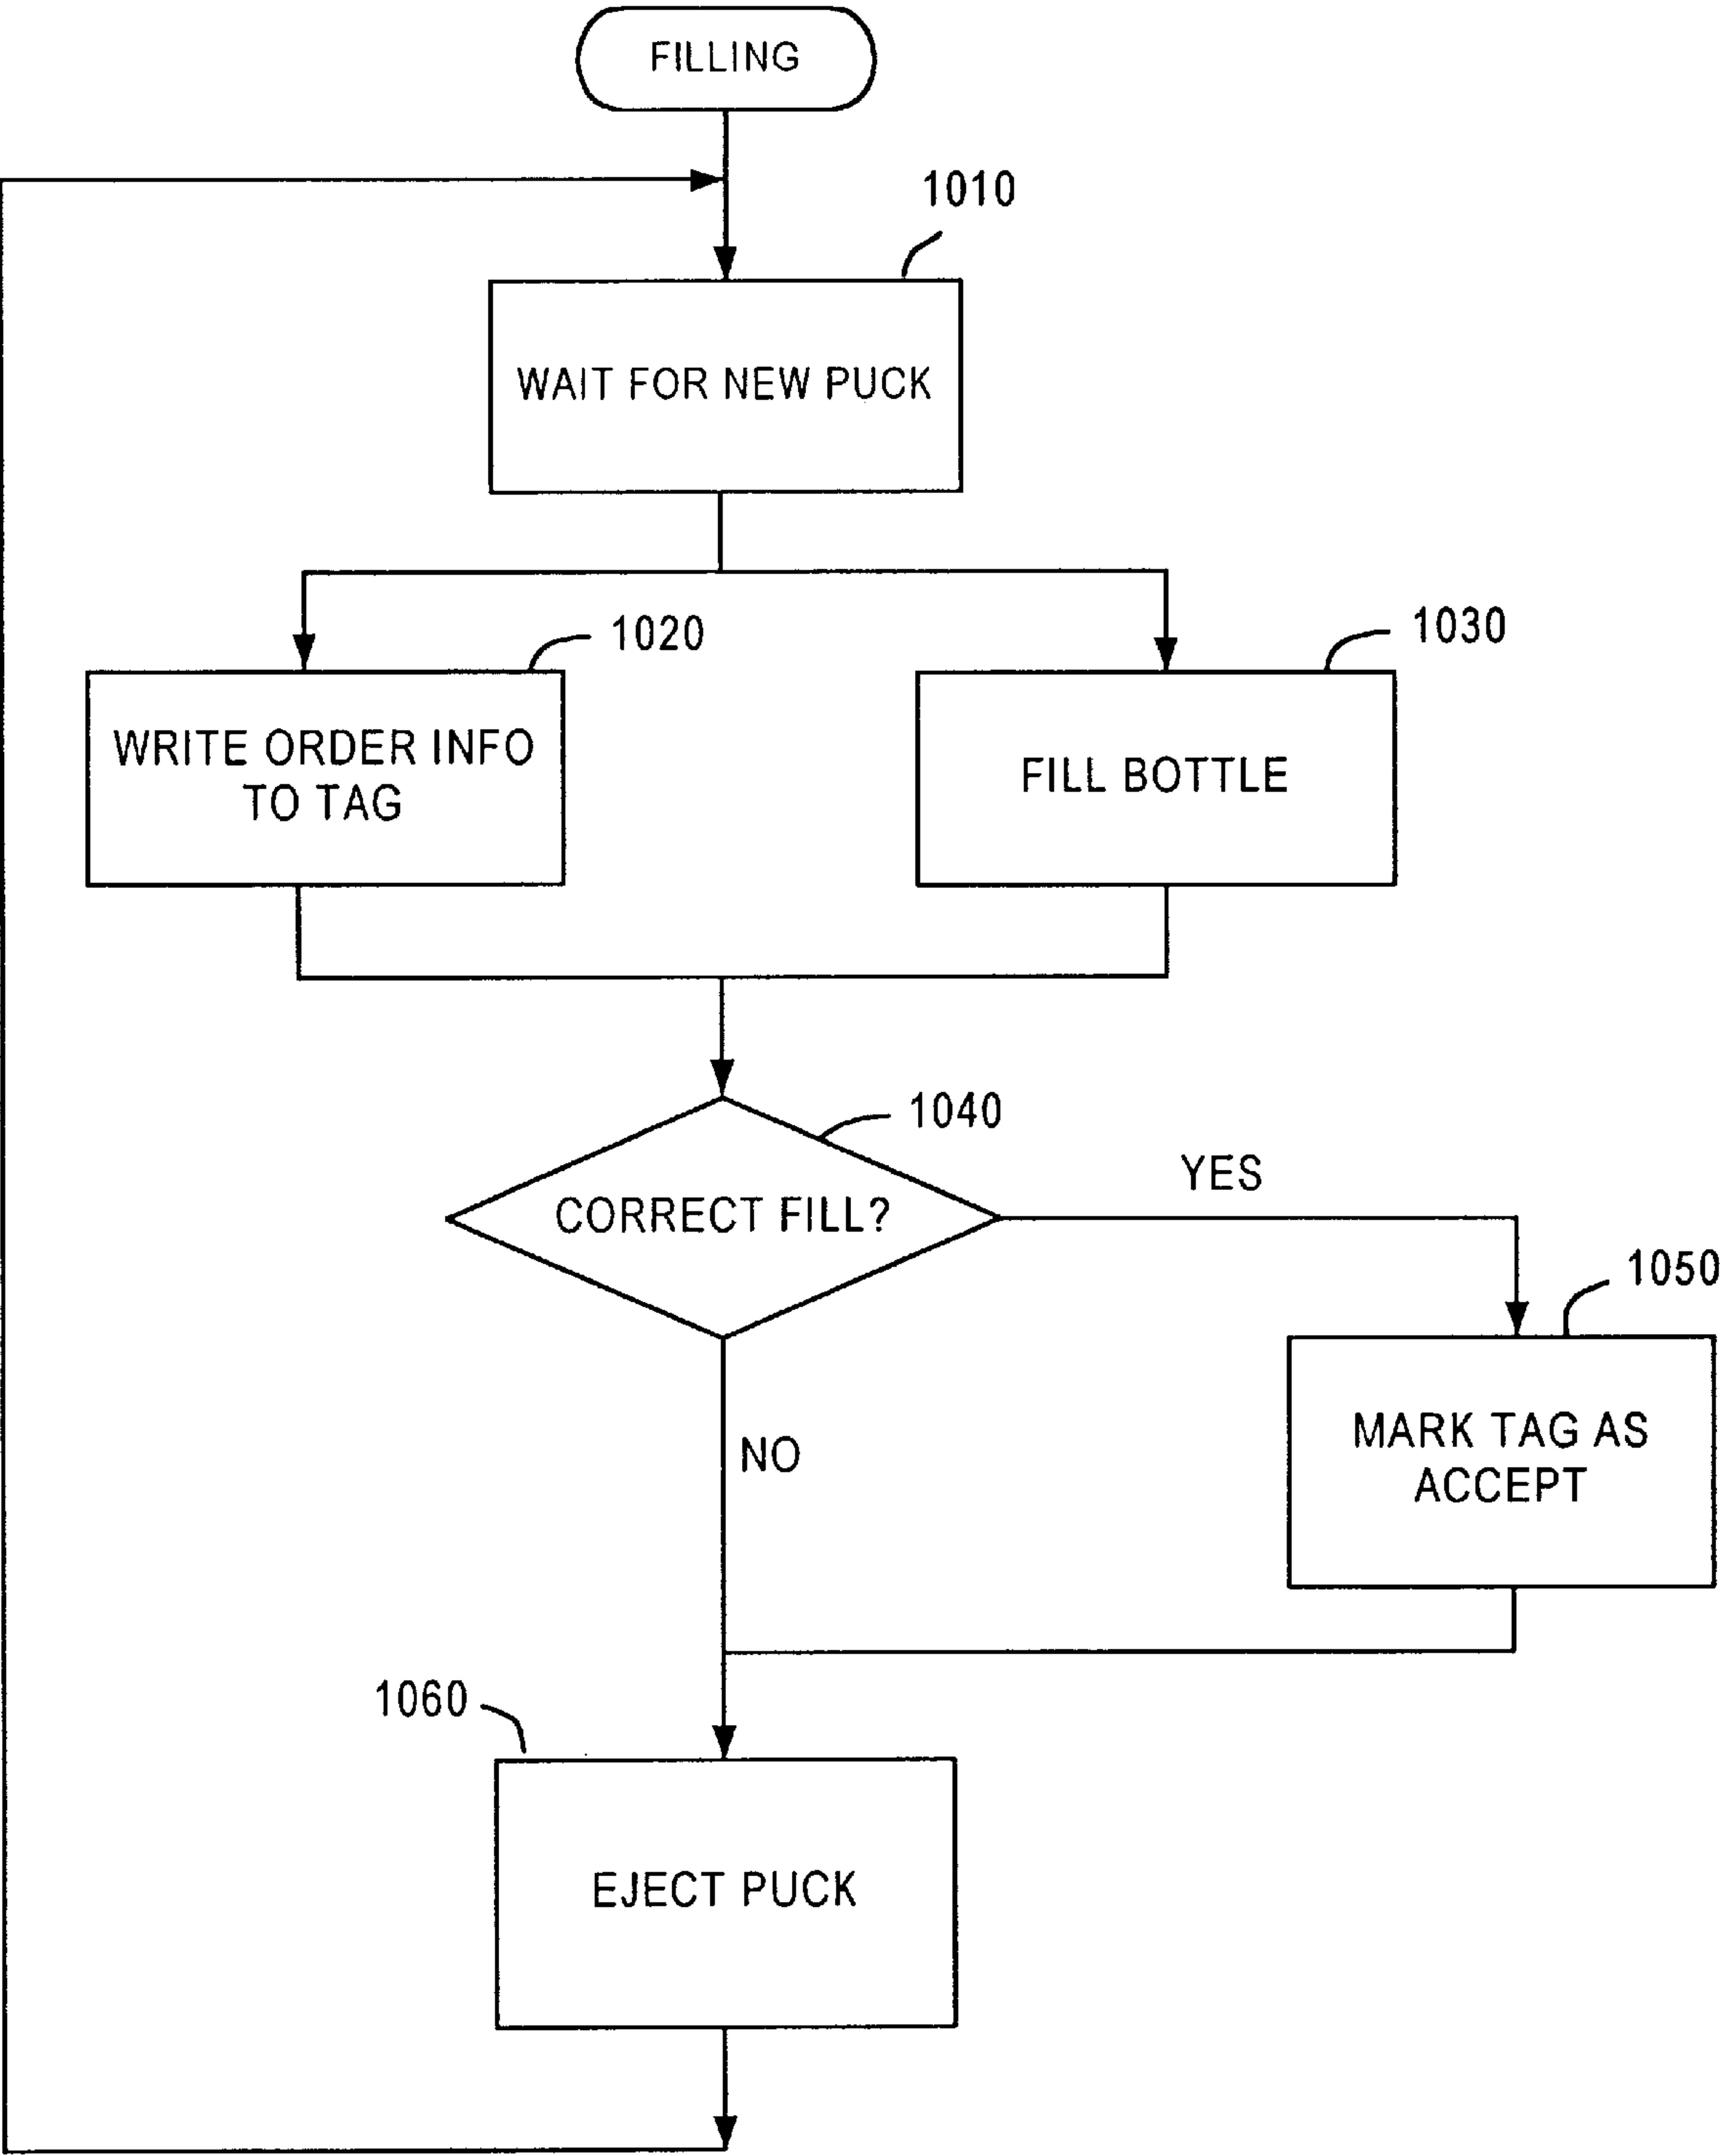 FILLING
1010
WAIT FOR NEW PUCK
1020
1030
WRITE ORDER INFO
TO TAG
FILL BOTTLE
1040
YES
CORRECT FILL?
1050
NO
MARK TAG AS
ACCEPT
1060
EJECT PUCK